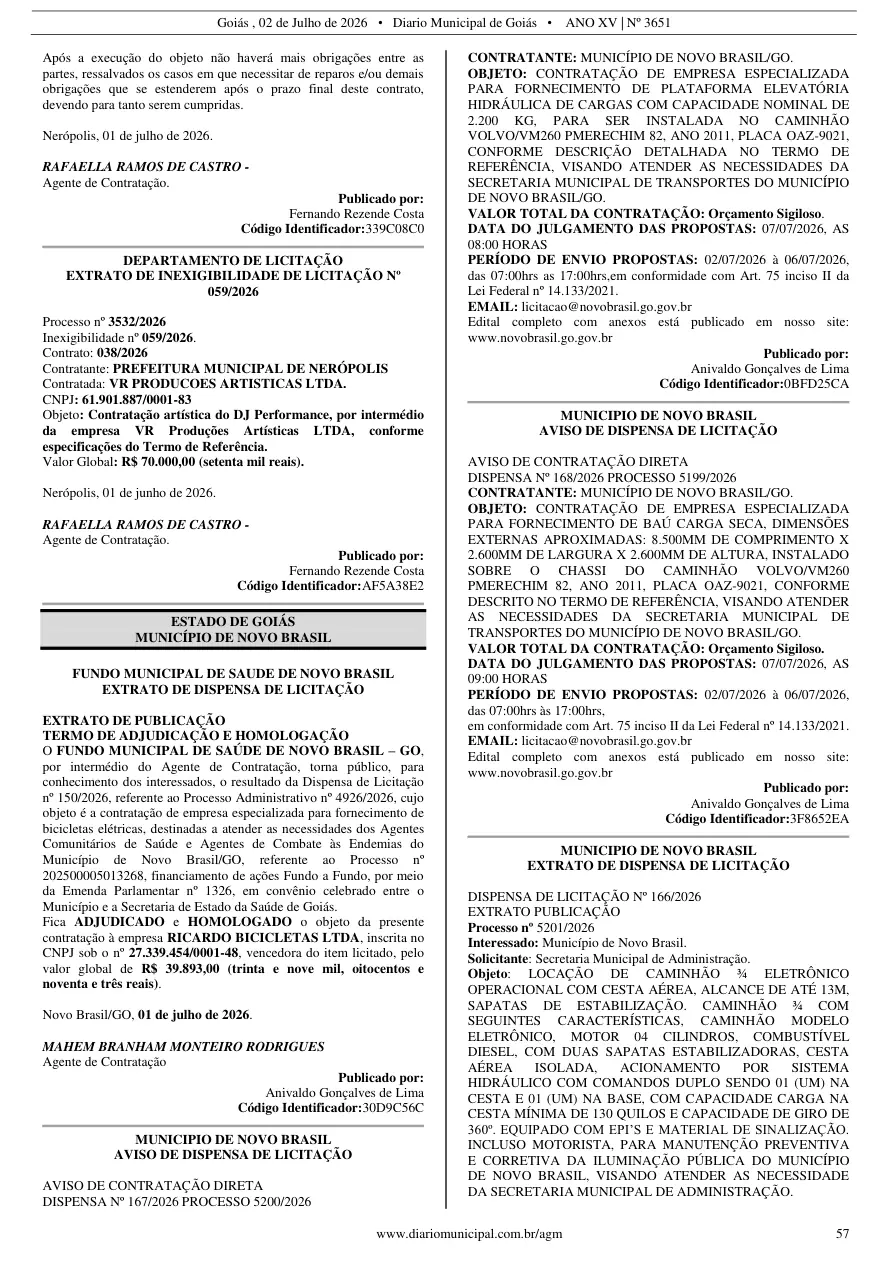 Goiás , 02 de Julho de 2026 • Diario Municipal de Goiás • ANO XV | Nº 3651
Após a execução do objeto não haverá mais obrigações entre as
partes, ressalvados os casos em que necessitar de reparos e/ou demais
obrigações que se estenderem após o prazo final deste contrato,
devendo para tanto serem cumpridas.
Nerópolis, 01 de julho de 2026.
RAFAELLA RAMOS DE CASTRO -
Agente de Contratação.
Publicado por:
Fernando Rezende Costa
Código Identificador:339C08C0
DEPARTAMENTO DE LICITAÇÃO
EXTRATO DE INEXIGIBILIDADE DE LICITAÇÃO Nº
059/2026
Processo nº 3532/2026
Inexigibilidade nº 059/2026.
Contrato: 038/2026
Contratante: PREFEITURA MUNICIPAL DE NERÓPOLIS
Contratada: VR PRODUCOES ARTISTICAS LTDA.
CNPJ: 61.901.887/0001-83
Objeto: Contratação artística do DJ Performance, por intermédio
da empresa VR Produções Artísticas LTDA, conforme
especificações do Termo de Referência.
Valor Global: R$ 70.000,00 (setenta mil reais).
Nerópolis, 01 de junho de 2026.
RAFAELLA RAMOS DE CASTRO -
Agente de Contratação.
Publicado por:
Fernando Rezende Costa
Código Identificador:AF5A38E2
ESTADO DE GOIÁS
MUNICÍPIO DE NOVO BRASIL
FUNDO MUNICIPAL DE SAUDE DE NOVO BRASIL
EXTRATO DE DISPENSA DE LICITAÇÃO
EXTRATO DE PUBLICAÇÃO
TERMO DE ADJUDICAÇÃO E HOMOLOGAÇÃO
O FUNDO MUNICIPAL DE SAÚDE DE NOVO BRASIL – GO,
por intermédio do Agente de Contratação, torna público, para
conhecimento dos interessados, o resultado da Dispensa de Licitação
nº 150/2026, referente ao Processo Administrativo nº 4926/2026, cujo
objeto é a contratação de empresa especializada para fornecimento de
bicicletas elétricas, destinadas a atender as necessidades dos Agentes
Comunitários de Saúde e Agentes de Combate às Endemias do
Município de Novo Brasil/GO, referente ao Processo nº
202500005013268, financiamento de ações Fundo a Fundo, por meio
da Emenda Parlamentar nº 1326, em convênio celebrado entre o
Município e a Secretaria de Estado da Saúde de Goiás.
Fica ADJUDICADO e HOMOLOGADO o objeto da presente
contratação à empresa RICARDO BICICLETAS LTDA, inscrita no
CNPJ sob o nº 27.339.454/0001-48, vencedora do item licitado, pelo
valor global de R$ 39.893,00 (trinta e nove mil, oitocentos e
noventa e três reais).
Novo Brasil/GO, 01 de julho de 2026.
MAHEM BRANHAM MONTEIRO RODRIGUES
Agente de Contratação
Publicado por:
Anivaldo Gonçalves de Lima
Código Identificador:30D9C56C
MUNICIPIO DE NOVO BRASIL
AVISO DE DISPENSA DE LICITAÇÃO
AVISO DE CONTRATAÇÃO DIRETA
DISPENSA Nº 167/2026 PROCESSO 5200/2026
CONTRATANTE: MUNICÍPIO DE NOVO BRASIL/GO.
OBJETO: CONTRATAÇÃO DE EMPRESA ESPECIALIZADA
PARA FORNECIMENTO DE PLATAFORMA ELEVATÓRIA
HIDRÁULICA DE CARGAS COM CAPACIDADE NOMINAL DE
2.200 KG, PARA SER INSTALADA NO CAMINHÃO
VOLVO/VM260 PMERECHIM 82, ANO 2011, PLACA OAZ-9021,
CONFORME DESCRIÇÃO DETALHADA NO TERMO DE
REFERÊNCIA, VISANDO ATENDER AS NECESSIDADES DA
SECRETARIA MUNICIPAL DE TRANSPORTES DO MUNICÍPIO
DE NOVO BRASIL/GO.
VALOR TOTAL DA CONTRATAÇÃO: Orçamento Sigiloso.
DATA DO JULGAMENTO DAS PROPOSTAS: 07/07/2026, AS
08:00 HORAS
PERÍODO DE ENVIO PROPOSTAS: 02/07/2026 à 06/07/2026,
das 07:00hrs as 17:00hrs,em conformidade com Art. 75 inciso II da
Lei Federal nº 14.133/2021.
EMAIL: licitacao@novobrasil.go.gov.br
Edital completo com anexos está publicado em nosso site:
www.novobrasil.go.gov.br
Publicado por:
Anivaldo Gonçalves de Lima
Código Identificador:0BFD25CA
MUNICIPIO DE NOVO BRASIL
AVISO DE DISPENSA DE LICITAÇÃO
AVISO DE CONTRATAÇÃO DIRETA
DISPENSA Nº 168/2026 PROCESSO 5199/2026
CONTRATANTE: MUNICÍPIO DE NOVO BRASIL/GO.
OBJETO: CONTRATAÇÃO DE EMPRESA ESPECIALIZADA
PARA FORNECIMENTO DE BAÚ CARGA SECA, DIMENSÕES
EXTERNAS APROXIMADAS: 8.500MM DE COMPRIMENTO X
2.600MM DE LARGURA X 2.600MM DE ALTURA, INSTALADO
SOBRE O CHASSI DO CAMINHÃO VOLVO/VM260
PMERECHIM 82, ANO 2011, PLACA OAZ-9021, CONFORME
DESCRITO NO TERMO DE REFERÊNCIA, VISANDO ATENDER
AS NECESSIDADES DA SECRETARIA MUNICIPAL DE
TRANSPORTES DO MUNICÍPIO DE NOVO BRASIL/GO.
VALOR TOTAL DA CONTRATAÇÃO: Orçamento Sigiloso.
DATA DO JULGAMENTO DAS PROPOSTAS: 07/07/2026, AS
09:00 HORAS
PERÍODO DE ENVIO PROPOSTAS: 02/07/2026 à 06/07/2026,
das 07:00hrs às 17:00hrs,
em conformidade com Art. 75 inciso II da Lei Federal nº 14.133/2021.
EMAIL: licitacao@novobrasil.go.gov.br
Edital completo com anexos está publicado em nosso site:
www.novobrasil.go.gov.br
Publicado por:
Anivaldo Gonçalves de Lima
Código Identificador:3F8652EA
MUNICIPIO DE NOVO BRASIL
EXTRATO DE DISPENSA DE LICITAÇÃO
DISPENSA DE LICITAÇÃO Nº 166/2026
EXTRATO PUBLICAÇÃO
Processo nº 5201/2026
Interessado: Município de Novo Brasil.
Solicitante: Secretaria Municipal de Administração.
Objeto: LOCAÇÃO DE CAMINHÃO ¾ ELETRÔNICO
OPERACIONAL COM CESTA AÉREA, ALCANCE DE ATÉ 13M,
SAPATAS DE ESTABILIZAÇÃO. CAMINHÃO ¾ COM
SEGUINTES CARACTERÍSTICAS, CAMINHÃO MODELO
ELETRÔNICO, MOTOR 04 CILINDROS, COMBUSTÍVEL
DIESEL, COM DUAS SAPATAS ESTABILIZADORAS, CESTA
AÉREA ISOLADA, ACIONAMENTO POR SISTEMA
HIDRÁULICO COM COMANDOS DUPLO SENDO 01 (UM) NA
CESTA E 01 (UM) NA BASE, COM CAPACIDADE CARGA NA
CESTA MÍNIMA DE 130 QUILOS E CAPACIDADE DE GIRO DE
360º. EQUIPADO COM EPI’S E MATERIAL DE SINALIZAÇÃO.
INCLUSO MOTORISTA, PARA MANUTENÇÃO PREVENTIVA
E CORRETIVA DA ILUMINAÇÃO PÚBLICA DO MUNICÍPIO
DE NOVO BRASIL, VISANDO ATENDER AS NECESSIDADE
DA SECRETARIA MUNICIPAL DE ADMINISTRAÇÃO.
www.diariomunicipal.com.br/agm 57